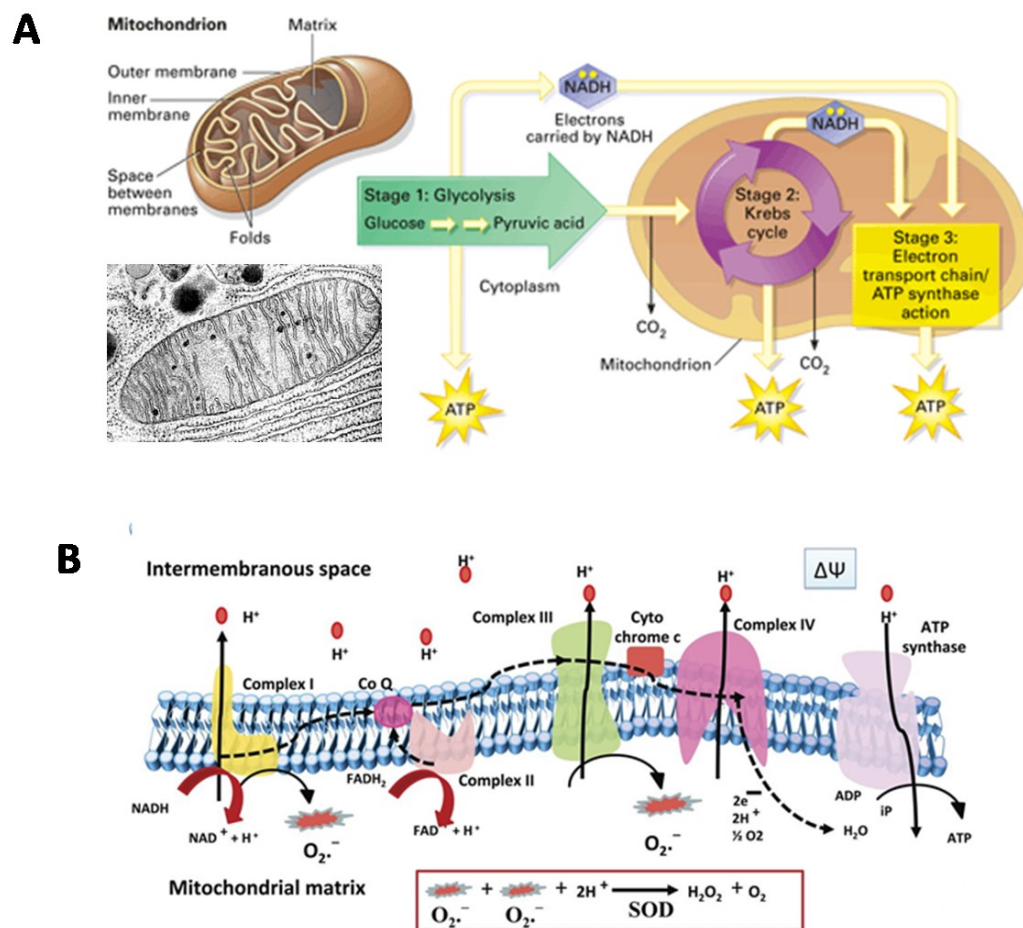 A
Mitochondrion
Matrix
Outer membrane
Inner
membrane
Space
between
membranes
Folds
NADH
Electrons
carried by NADH
NADH
Stage 1: Glycolysis
Glucose Pyruvic acid
Stage 2:
Krebs
cycle
Stage 3:
Electron
transport chain/
ATP synthase
action
Cytoplasm
CO₂
Mitochondrion
CO₂
ATP
ATP
ATP
B
Intermembranous space
H⁺
H⁺
H⁺
H⁺
H⁺
H⁺
H⁺
ΔΨ
Complex I
Co Q
Complex III
Cyto
chrome c
Complex IV
ATP
synthase
FADH₂
Complex II
NADH
NAD⁺ + H⁺
O₂.⁻
FAD⁺ + H⁺
O₂.⁻
2e⁻
2H⁺
½ O2
H₂O
ADP
iP
ATP
Mitochondrial matrix
+ + 2H⁺ H₂O₂ + O₂
O₂.⁻ O₂.⁻ SOD